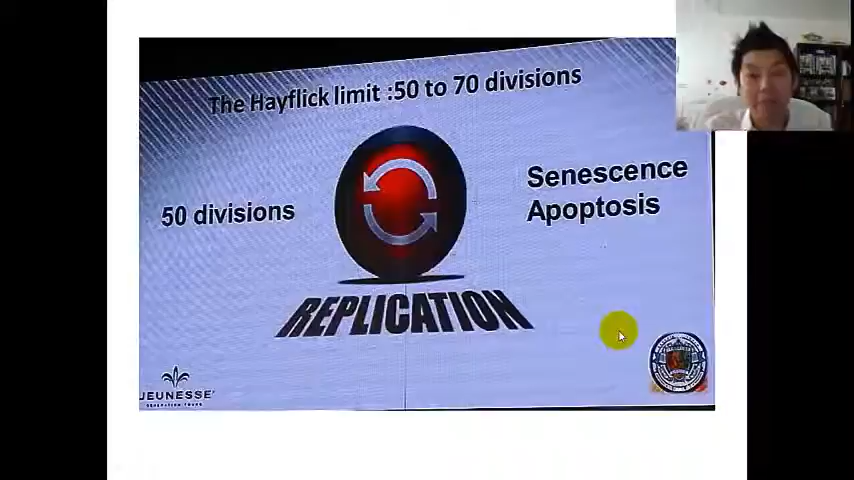 The Hayflick limit :50 to 70 divisions
50 divisions
Senescence
Apoptosis
REPLICATION
JEUNESSE